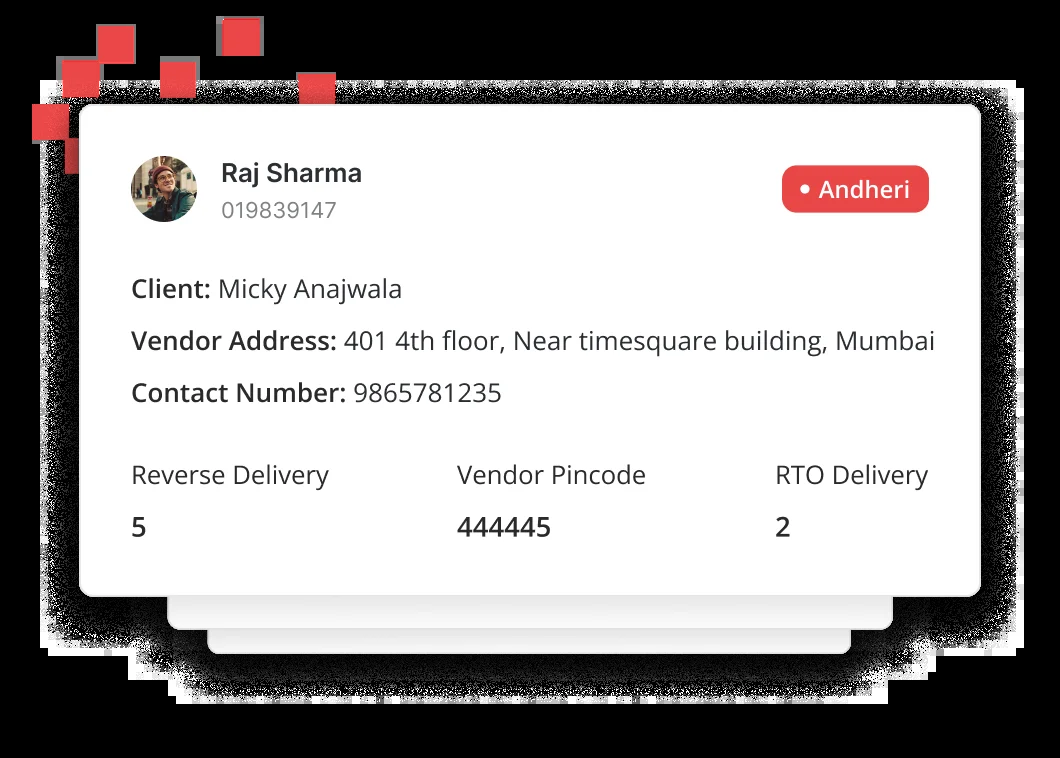 Raj Sharma
019839147
Andheri
Client: Micky Anajwala
Vendor Address: 401 4th floor, Near timesquare building, Mumbai
Contact Number: 9865781235
Reverse Delivery Vendor Pincode RTO Delivery
5 444445 2